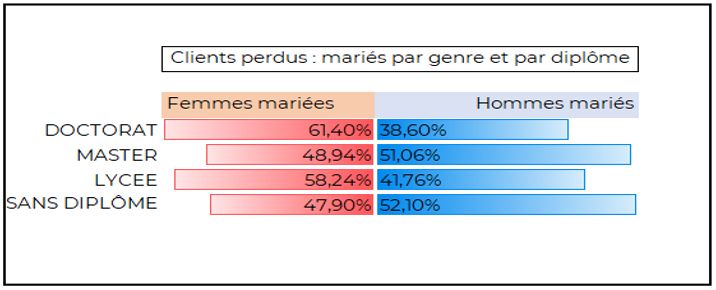 Clients perdus : mariés par genre et par diplôme
Femmes mariées Hommes mariés
DOCTORAT 61,40% 38,60%
MASTER 48,94% 51,06%
LYCEE 58,24% 41,76%
SANS DIPLÔME 47,90% 52,10%